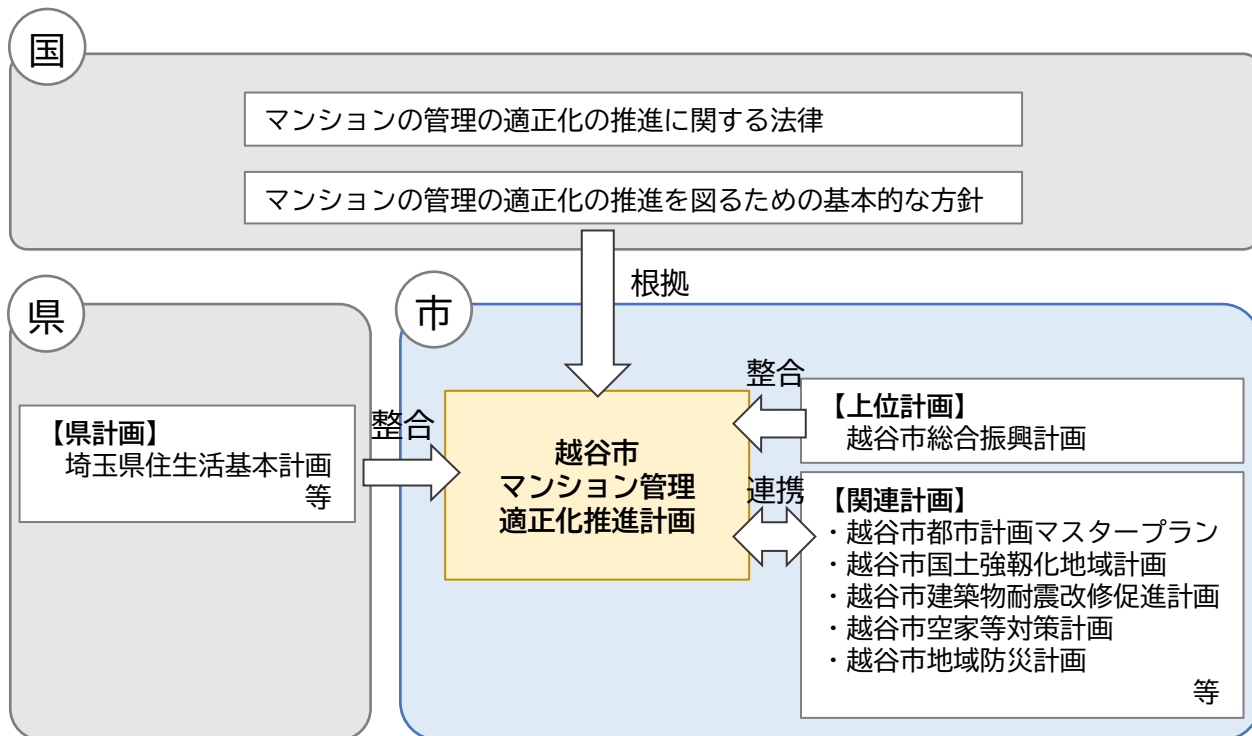 国
マンションの管理の適正化の推進に関する法律
マンションの管理の適正化の推進を図るための基本的な方針
根拠
県
【県計画】
埼玉県住生活基本計画
等
整合
市
越谷市
マンション管理
適正化推進計画
整合
【上位計画】
越谷市総合振興計画
連携
【関連計画】
・越谷市都市計画マスタープラン
・越谷市国土強靱化地域計画
・越谷市建築物耐震改修促進計画
・越谷市空家等対策計画
・越谷市地域防災計画
等